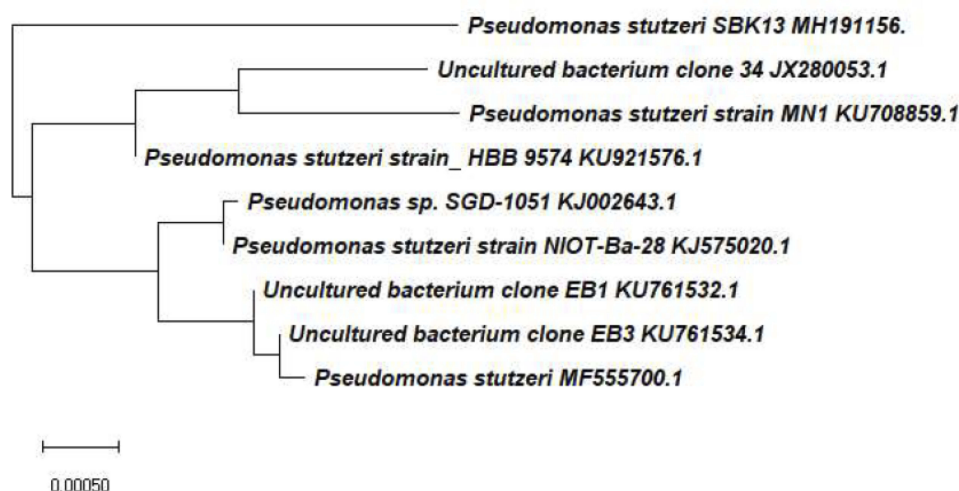 Pseudomonas stutzeri SBK13 MH191156.
Uncultured bacterium clone 34 JX280053.1
Pseudomonas stutzeri strain MN1 KU708859.1
Pseudomonas stutzeri strain_ HBB 9574 KU921576.1
Pseudomonas sp. SGD-1051 KJ002643.1
Pseudomonas stutzeri strain NIOT-Ba-28 KJ575020.1
Uncultured bacterium clone EB1 KU761532.1
Uncultured bacterium clone EB3 KU761534.1
Pseudomonas stutzeri MF555700.1
0.00050